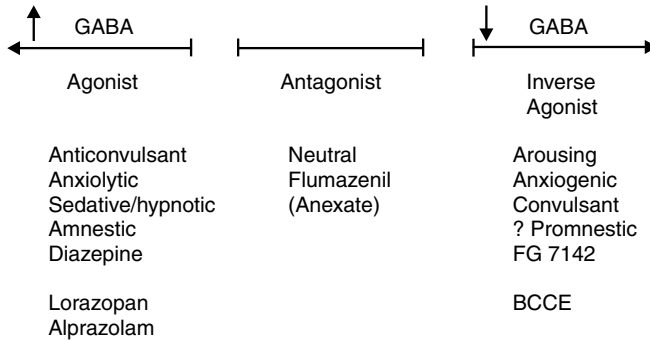 GABA
Agonist
Anticonvulsant
Anxiolytic
Sedative/hypnotic
Amnestic
Diazepine
Lorazopan
Alprazolam
Antagonist
Neutral
Flumazenil
(Anexate)
GABA
Inverse
Agonist
Arousing
Anxiogenic
Convulsant
? Promnestic
FG 7142
BCCE